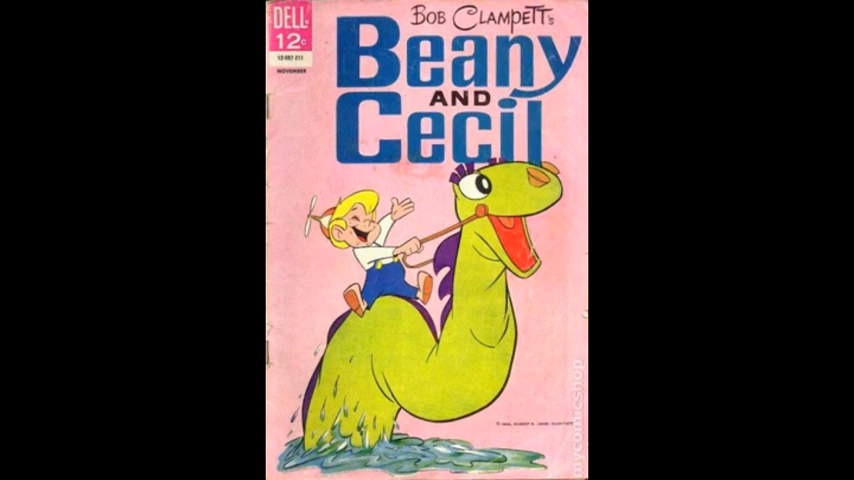 DELL
12¢
NOVEMBER
BOB CLAMPETT's
Beany
AND
Cecil
mycomicshop